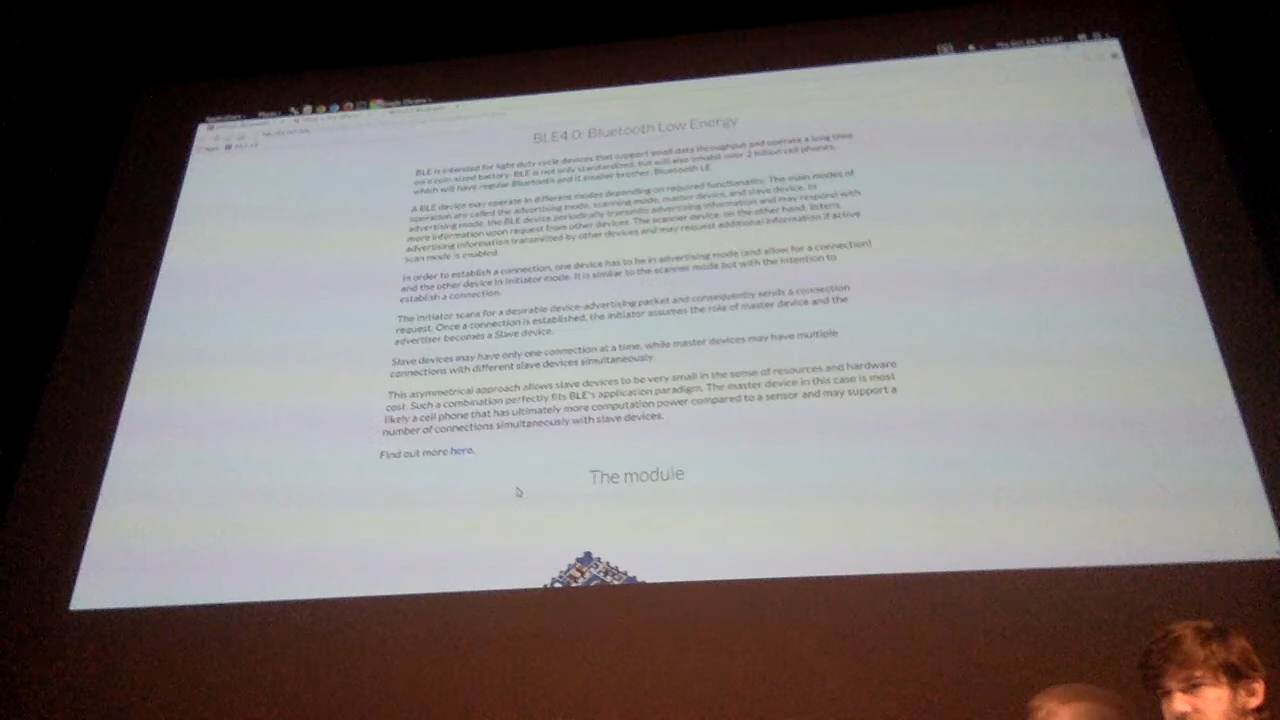 BLE4.0: Bluetooth Low Energy
BLE is intended for light duty cycle devices that support small data throughput and operate a long time
on a coin-sized battery. BLE is not only standardized, but will also inhabit over 2 billion cell phones,
which will have regular Bluetooth and it smaller brother, Bluetooth LE
A BLE device may operate in different modes depending on required functionality. The main modes of
operation are called the advertising mode, scanning mode, master device, and slave device. In
advertising mode, the BLE device periodically transmits advertising information and may respond with
more information upon request from other devices. The scanner device, on the other hand, listens
advertising information transmitted by other devices and may request additional information if active
scan mode is enabled.
In order to establish a connection, one device has to be in advertising mode (and allow for a connection)
and the other device in initiator mode. It is similar to the scanner mode but with the intention to
establish a connection.
The initiator scans for a desirable device-advertising packet and consequently sends a connection
request. Once a connection is established, the initiator assumes the role of master device and the
advertiser becomes a Slave device.
Slave devices may have only one connection at a time, while master devices may have multiple
connections with different slave devices simultaneously.
This asymmetrical approach allows slave devices to be very small in the sense of resources and hardware
cost. Such a combination perfectly fits BLE's application paradigm. The master device in this case is most
likely a cell phone that has ultimately more computation power compared to a sensor and may support a
number of connections simultaneously with slave devices.
Find out more here.
The module